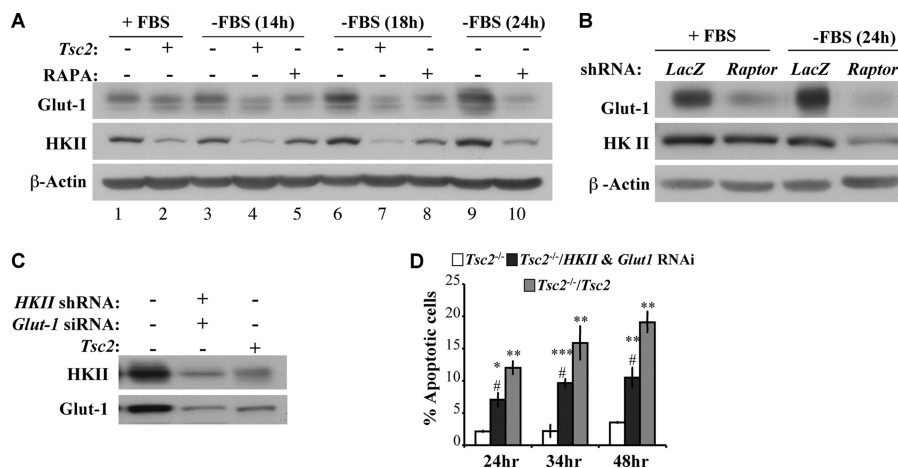 A
+ FBS -FBS (14h) -FBS (18h) -FBS (24h)
Tsc2: - + - + - - + - - -
RAPA: - - - - + - - + - +
Glut-1
HKII
β-Actin
1 2 3 4 5 6 7 8 9 10
B
+ FBS -FBS (24h)
shRNA: LacZ Raptor LacZ Raptor
Glut-1
HK II
β -Actin
C
HKII shRNA: - + -
Glut-1 siRNA: - + -
Tsc2: - - +
HKII
Glut-1
D
Tsc2-/- Tsc2-/-/HKII & Glut1 RNAi
Tsc2-/-/Tsc2
% Apoptotic cells
25
20
15
10
5
0
* # ** *** # ** ** # **
24hr 34hr 48hr